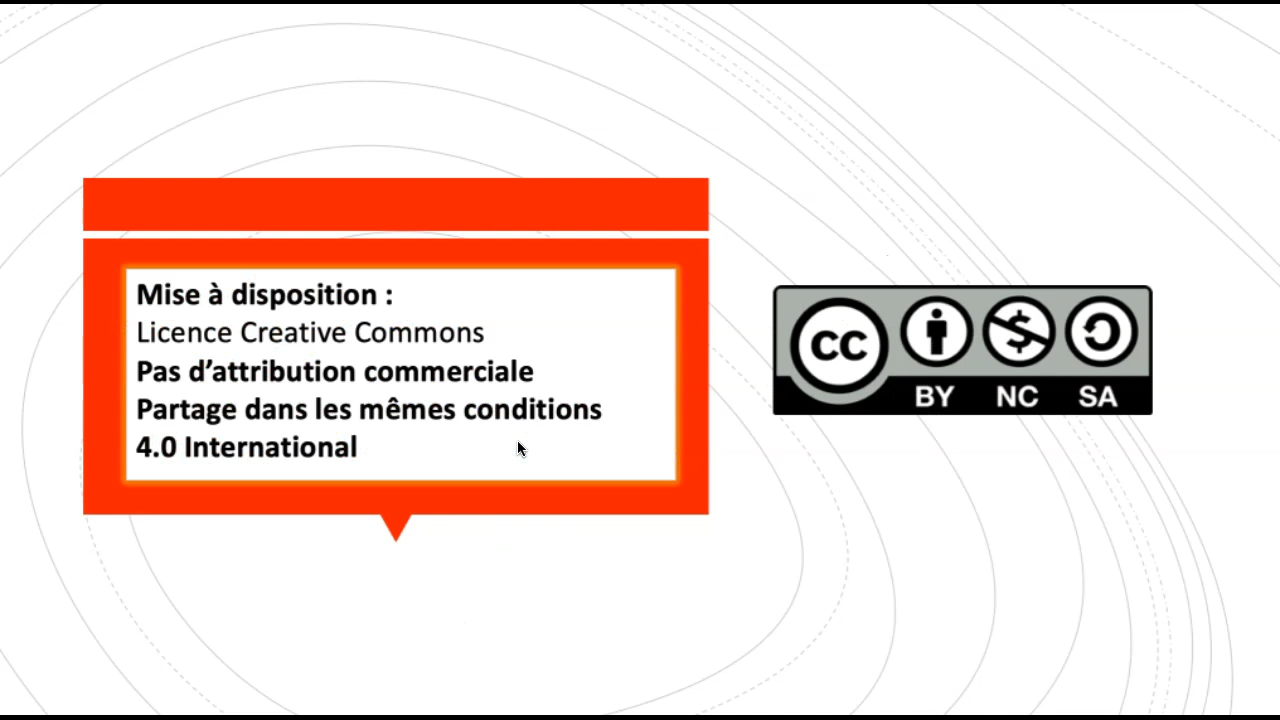 Mise à disposition :
Licence Creative Commons
Pas d’attribution commerciale
Partage dans les mêmes conditions
4.0 International
CC
BY NC SA